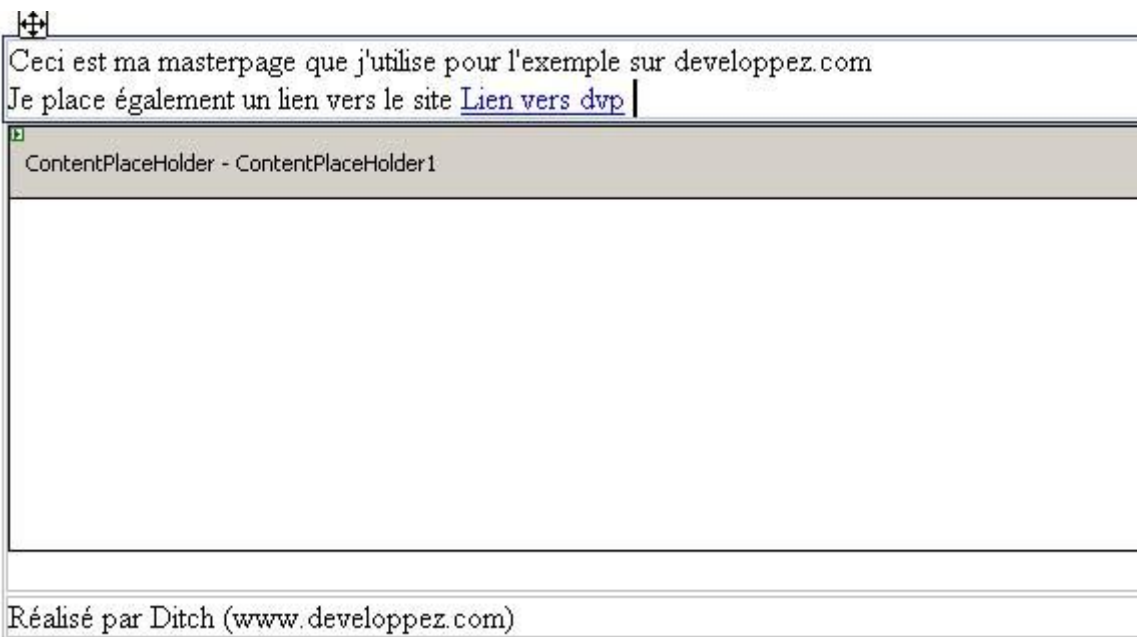 Ceci est ma masterpage que j'utilise pour l'exemple sur developpez.com
Je place également un lien vers le site Lien vers dvp
ContentPlaceHolder - ContentPlaceHolder1
Réalisé par Ditch (www.developpez.com)